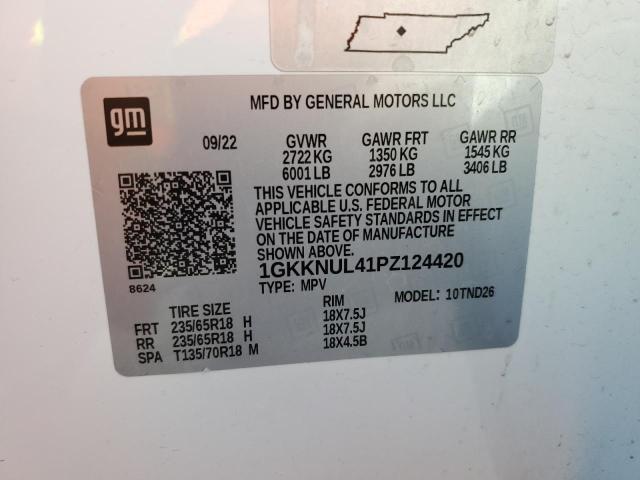 gm
MFD BY GENERAL MOTORS LLC
09/22 GVWR GAWR FRT GAWR RR
2722 KG 1350 KG 1545 KG
6001 LB 2976 LB 3406 LB
THIS VEHICLE CONFORMS TO ALL
APPLICABLE U.S. FEDERAL MOTOR
VEHICLE SAFETY STANDARDS IN EFFECT
ON THE DATE OF MANUFACTURE
SHOWN ABOVE.
1GKKNUL41PZ124420
8624
TYPE: MPV MODEL: 10TND26
TIRE SIZE RIM
FRT 235/65R18 H 18X7.5J
RR 235/65R18 H 18X7.5J
SPA T135/70R18 M 18X4.5B